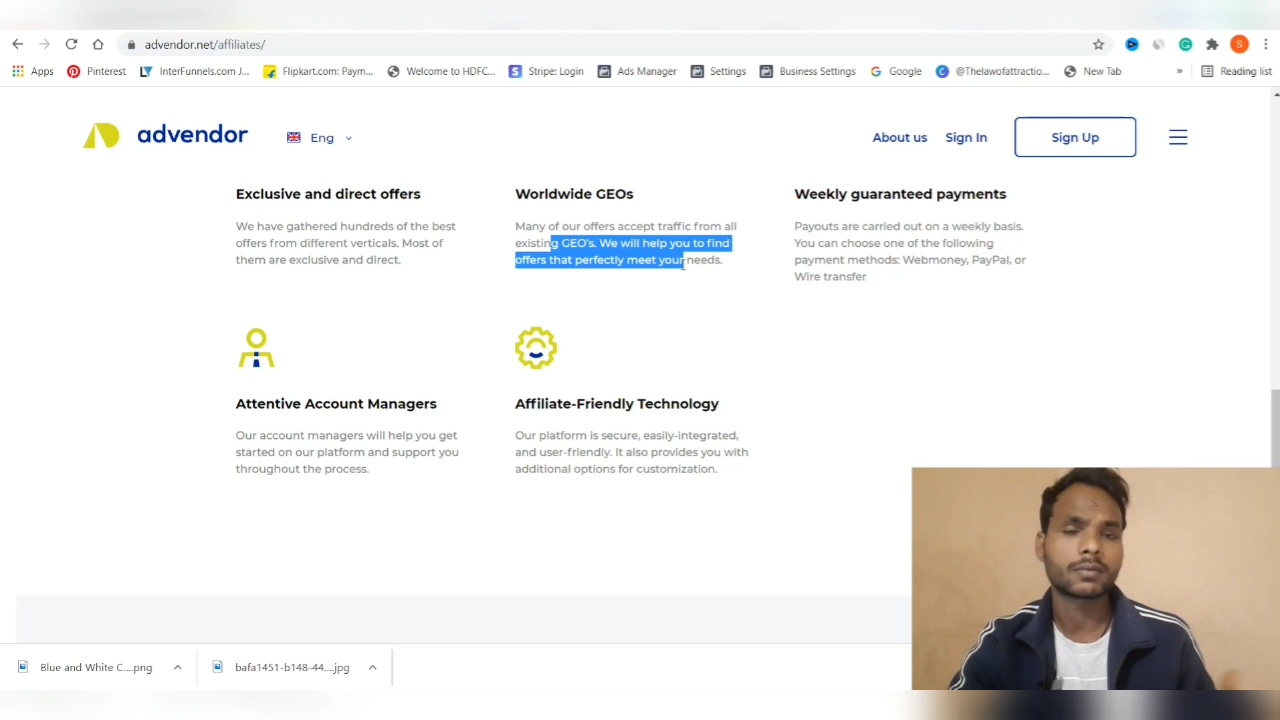 advendor.net/affiliates/
S
Apps
Pinterest
InterFunnels.com J...
Flipkart.com: Paym...
Welcome to HDFC...
Stripe: Login
Ads Manager
Settings
Business Settings
Google
@Thelawofattractio...
New Tab
»
Reading list
advendor
Eng
About us
Sign In
Sign Up
Exclusive and direct offers
We have gathered hundreds of the best
offers from different verticals. Most of
them are exclusive and direct.
Worldwide GEOs
Many of our offers accept traffic from all
existing GEO's. We will help you to find
offers that perfectly meet your needs.
Weekly guaranteed payments
Payouts are carried out on a weekly basis.
You can choose one of the following
payment methods: Webmoney, PayPal, or
Wire transfer
Attentive Account Managers
Our account managers will help you get
started on our platform and support you
throughout the process.
Affiliate-Friendly Technology
Our platform is secure, easily-integrated,
and user-friendly. It also provides you with
additional options for customization.
Blue and White C....png
bafa1451-b148-44....jpg